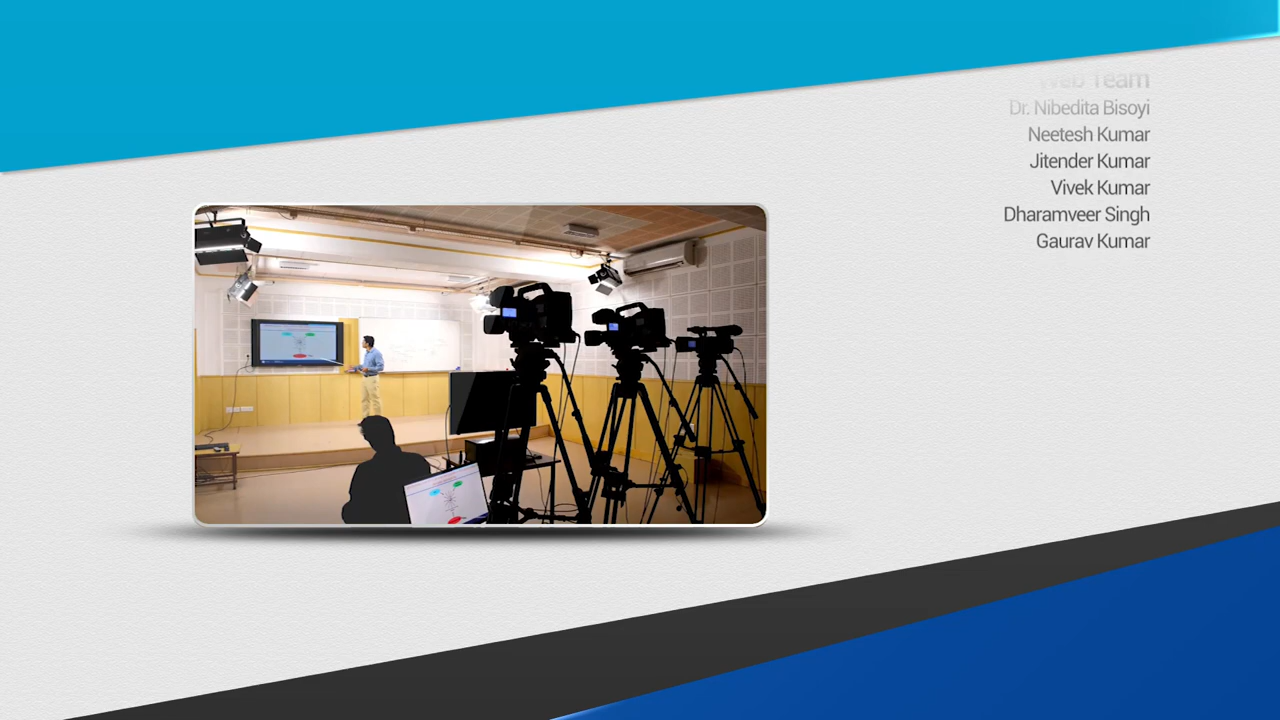 Web Team
Dr. Nibedita Bisoyi
Neetesh Kumar
Jitender Kumar
Vivek Kumar
Dharamveer Singh
Gaurav Kumar